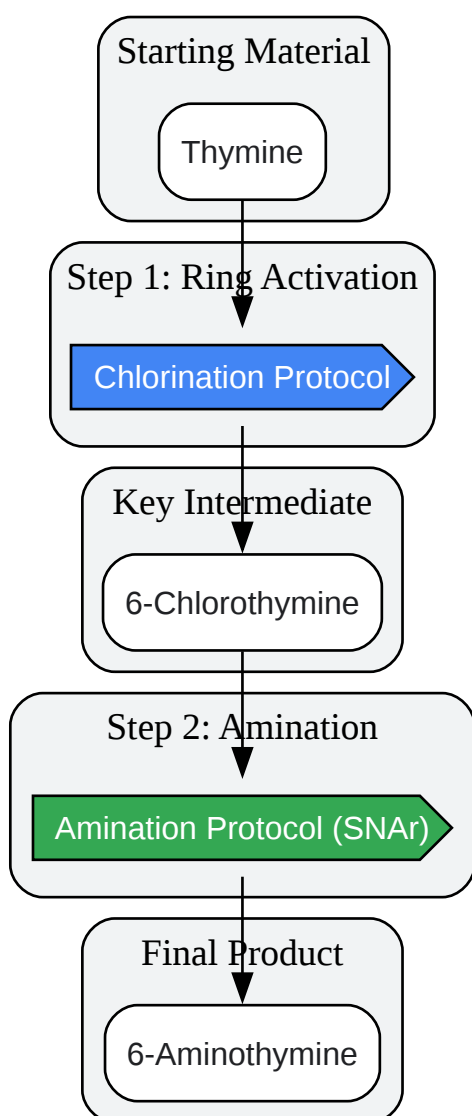 Starting Material
Thymine
Step 1: Ring Activation
Chlorination Protocol
Key Intermediate
6-Chlorothymine
Step 2: Amination
Amination Protocol (SNAr)
Final Product
6-Aminothymine